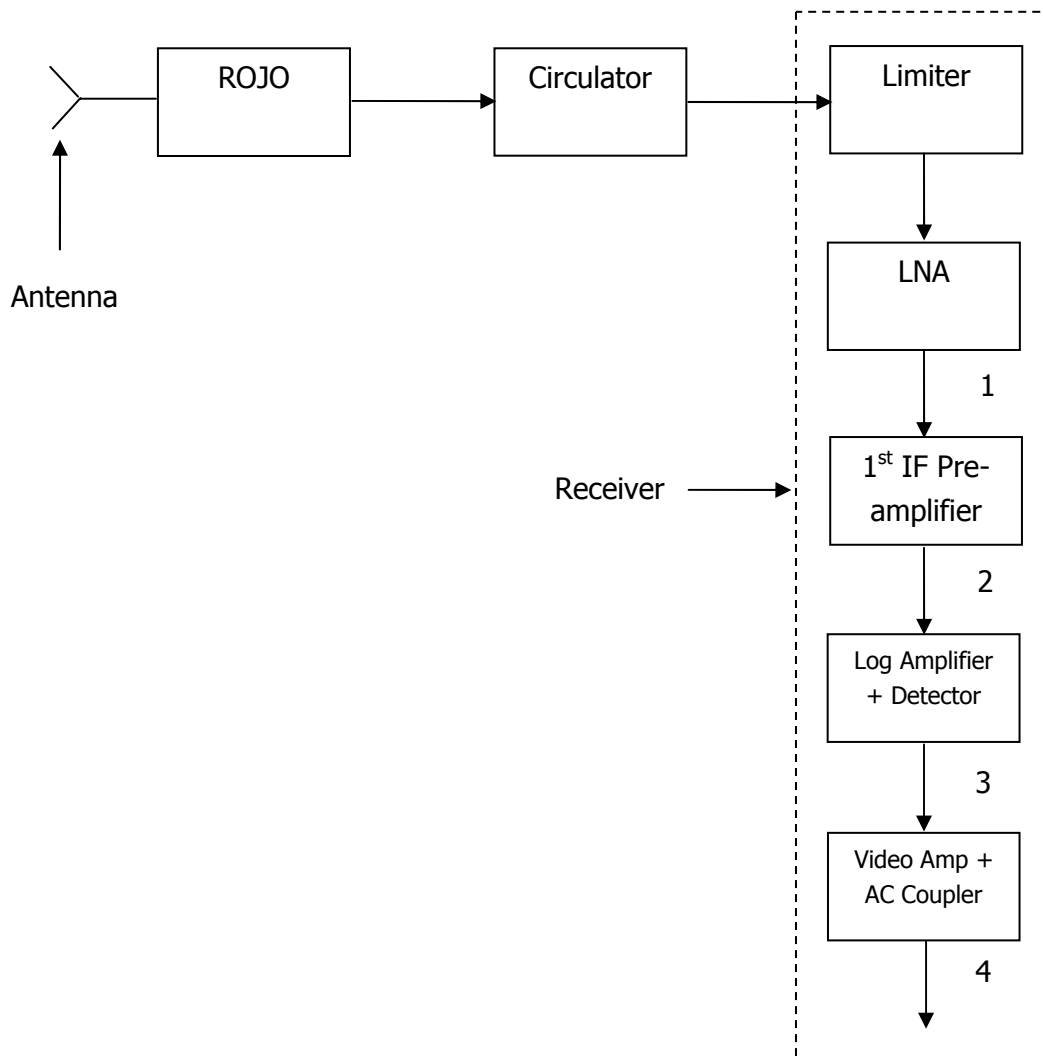 ROJO
Circulator
Limiter
Antenna
LNA
1
Receiver
1st IF Pre-
amplifier
2
Log Amplifier
+ Detector
3
Video Amp +
AC Coupler
4